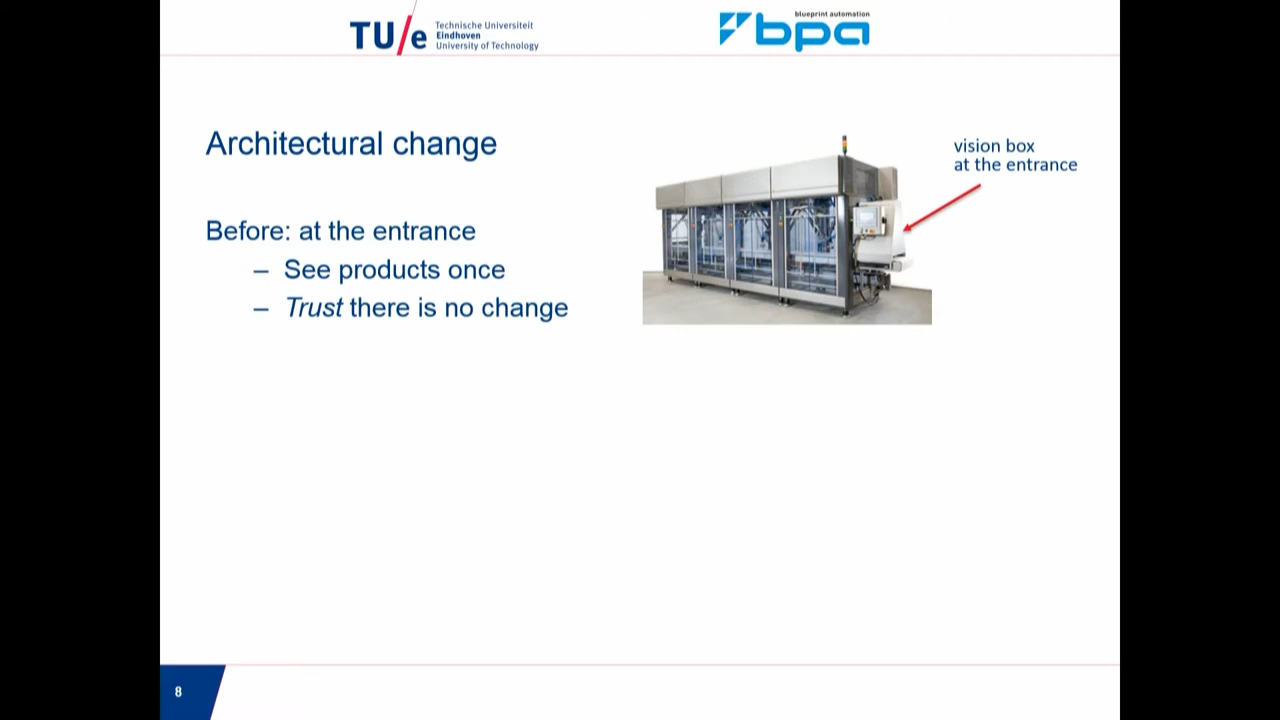 TU/e Technische Universiteit
Eindhoven
University of Technology
blueprint automation
bpa
Architectural change
vision box
at the entrance
Before: at the entrance
– See products once
– Trust there is no change
8